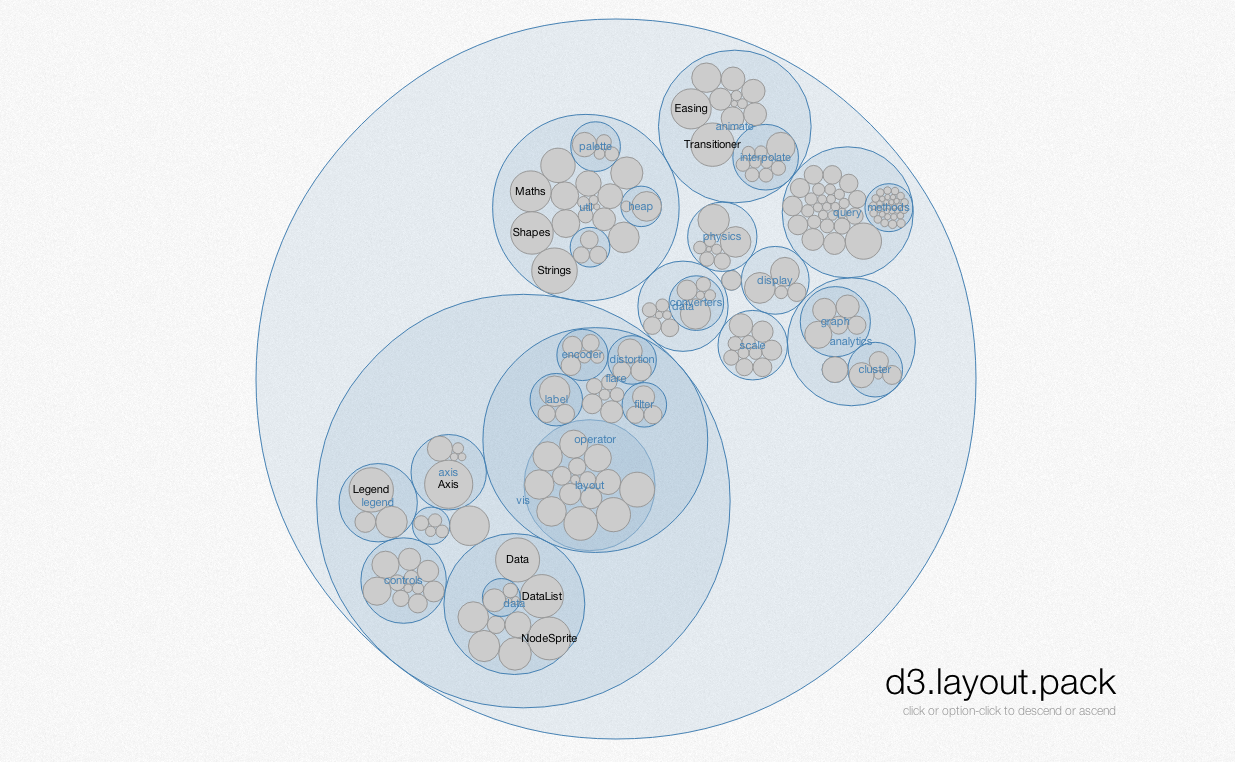 Easing
animate
palette
Transitioner
interpolate
Maths
util
heap
query
methods
Shapes
physics
Strings
display
converters
data
graph
analytics
scale
encoder
distortion
cluster
flare
label
filter
operator
axis
Axis
layout
Legend
legend
vis
Data
controls
DataList
data
NodeSprite
d3.layout.pack
click or option-click to descend or ascend